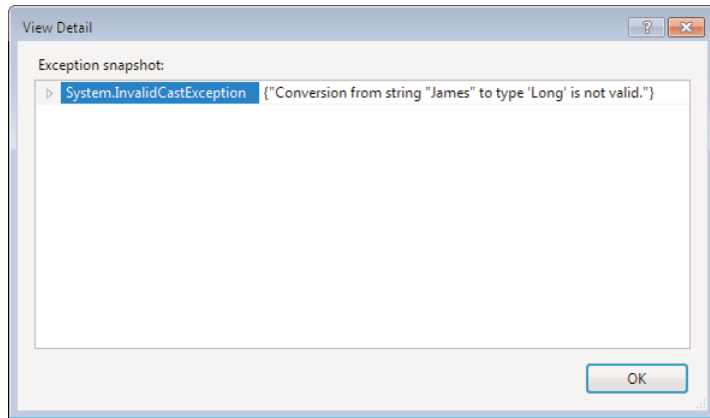 View Detail
Exception snapshot:
System.InvalidCastException {"Conversion from string "James" to type 'Long' is not valid."}
OK